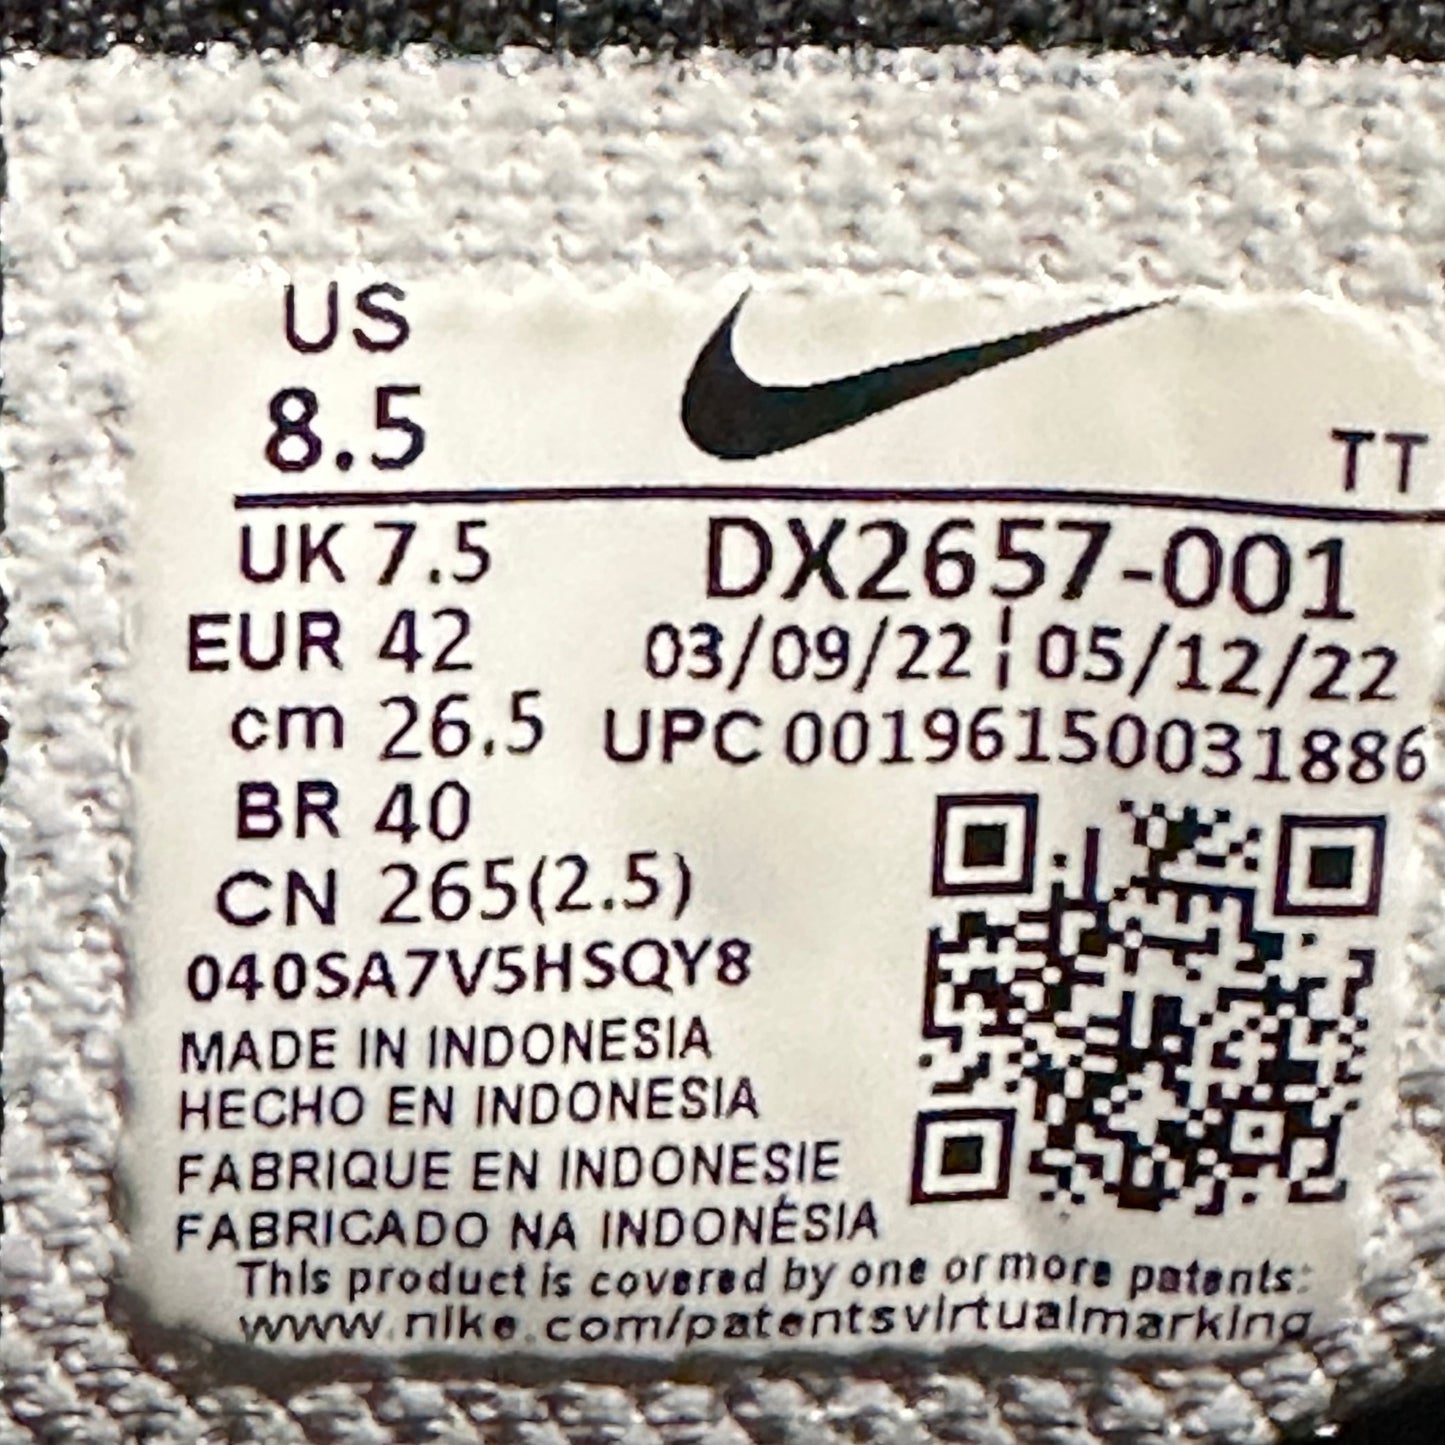 US
8.5
TT
UK 7.5
DX2657-001
EUR 42
03/09/22 ¦ 05/12/22
cm 26.5
UPC 00196150031886
BR 40
CN 265(2.5)
040SA7V5HSQY8
MADE IN INDONESIA
HECHO EN INDONESIA
FABRIQUE EN INDONESIE
FABRICADO NA INDONÉSIA
This product is covered by one or more patents:
www.nike.com/patentsvirtualmarking